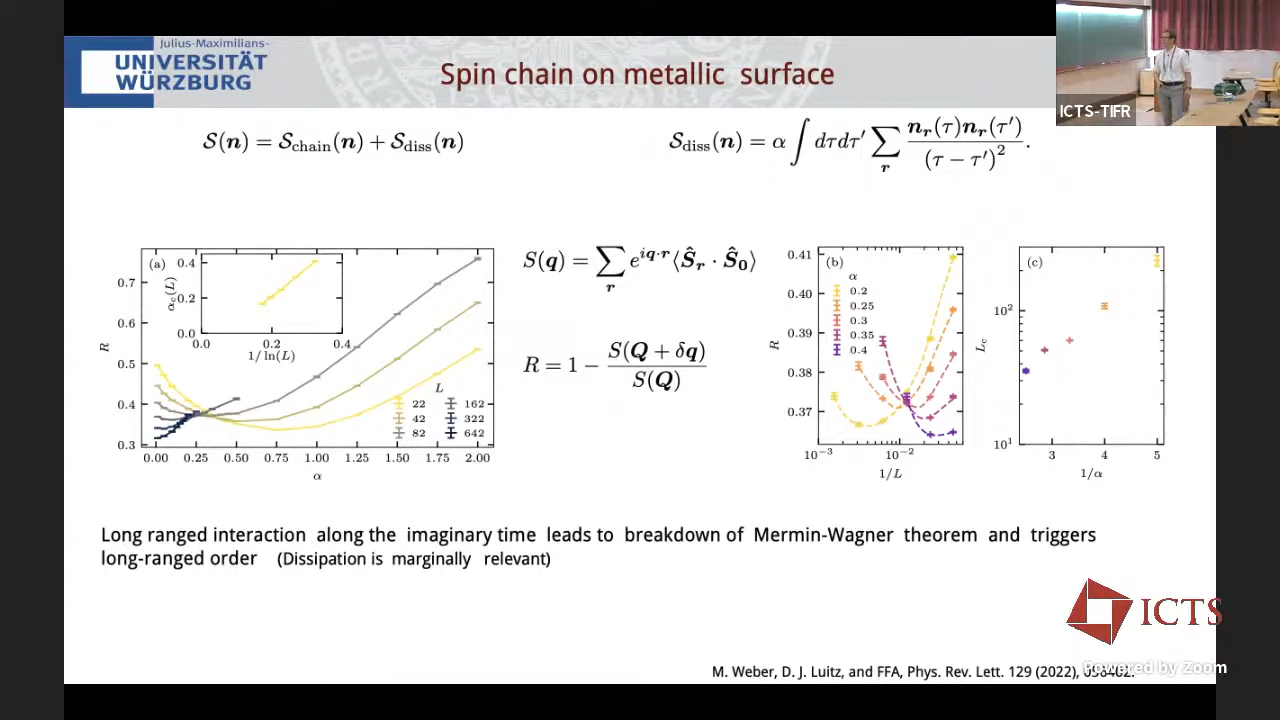 Julius-Maximilians-
UNIVERSITÄT
WÜRZBURG
Spin chain on metallic surface
ICTS-TIFR
S(n) = S_chain(n) + S_diss(n)
S_diss(n) = α ∫ dτdτ′ ∑_r n_r(τ)n_r(τ′) / (τ − τ′)^2 .
(a)
α_c(L)
0.4
0.2
0.0
0.0 0.2 0.4
1/ ln(L)
R
0.7
0.6
0.5
0.4
0.3
L
22 162
42 322
82 642
0.00 0.25 0.50 0.75 1.00 1.25 1.50 1.75 2.00
α
S(q) = ∑_r e^{iq·r} ⟨Ŝ_r · Ŝ_0⟩
R = 1 − S(Q + δq) / S(Q)
(b)
α
0.2
0.25
0.3
0.35
0.4
R
0.41
0.40
0.39
0.38
0.37
10^−3 10^−2
1/L
(c)
L_c
10^2
10^1
3 4 5
1/α
Long ranged interaction along the imaginary time leads to breakdown of Mermin-Wagner theorem and triggers
long-ranged order (Dissipation is marginally relevant)
ICTS
Powered by Zoom
M. Weber, D. J. Luitz, and FFA, Phys. Rev. Lett. 129 (2022),